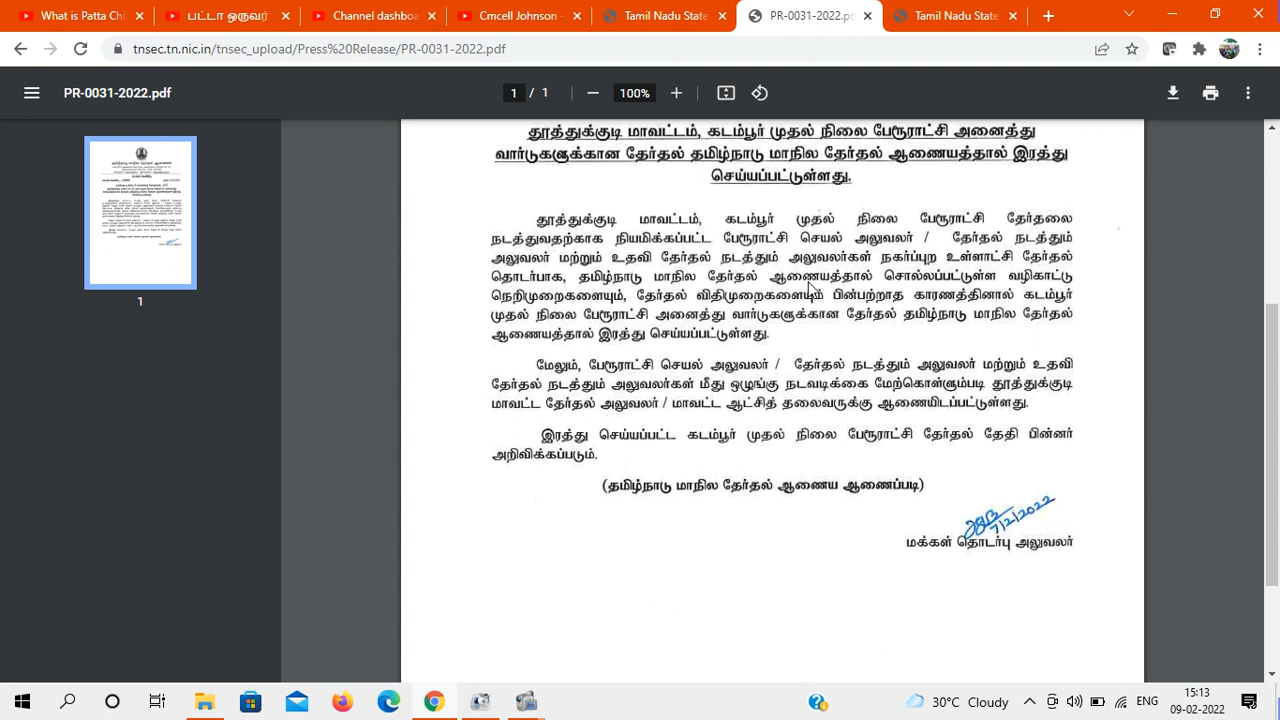 What is Patta Chi
பட்டா ஒருவர்
Channel dashboa
Cmcell Johnson -
Tamil Nadu State
PR-0031-2022.pd
Tamil Nadu State
tnsec.tn.nic.in/tnsec_upload/Press%20Release/PR-0031-2022.pdf
PR-0031-2022.pdf
1 / 1
100%
1
தூத்துக்குடி மாவட்டம், கடம்பூர் முதல் நிலை பேரூராட்சி அனைத்து
வார்டுகளுக்கான தேர்தல் தமிழ்நாடு மாநில தேர்தல் ஆணையத்தால் இரத்து
செய்யப்பட்டுள்ளது.
தூத்துக்குடி மாவட்டம், கடம்பூர் முதல் நிலை பேரூராட்சி தேர்தலை
நடத்துவதற்காக நியமிக்கப்பட்ட பேரூராட்சி செயல் அலுவலர் / தேர்தல் நடத்தும்
அலுவலர் மற்றும் உதவி தேர்தல் நடத்தும் அலுவலர்கள் நகர்ப்புற உள்ளாட்சி தேர்தல்
தொடர்பாக, தமிழ்நாடு மாநில தேர்தல் ஆணையத்தால் சொல்லப்பட்டுள்ள வழிகாட்டு
நெறிமுறைகளையும், தேர்தல் விதிமுறைகளையும் பின்பற்றாத காரணத்தினால் கடம்பூர்
முதல் நிலை பேரூராட்சி அனைத்து வார்டுகளுக்கான தேர்தல் தமிழ்நாடு மாநில தேர்தல்
ஆணையத்தால் இரத்து செய்யப்பட்டுள்ளது.
மேலும், பேரூராட்சி செயல் அலுவலர் / தேர்தல் நடத்தும் அலுவலர் மற்றும் உதவி
தேர்தல் நடத்தும் அலுவலர்கள் மீது ஒழுங்கு நடவடிக்கை மேற்கொள்ளும்படி தூத்துக்குடி
மாவட்ட தேர்தல் அலுவலர் / மாவட்ட ஆட்சித் தலைவருக்கு ஆணையிடப்பட்டுள்ளது.
இரத்து செய்யப்பட்ட கடம்பூர் முதல் நிலை பேரூராட்சி தேர்தல் தேதி பின்னர்
அறிவிக்கப்படும்.
(தமிழ்நாடு மாநில தேர்தல் ஆணைய ஆணைப்படி)
7/2/2022
மக்கள் தொடர்பு அலுவலர்
30°C Cloudy
ENG
15:13
09-02-2022